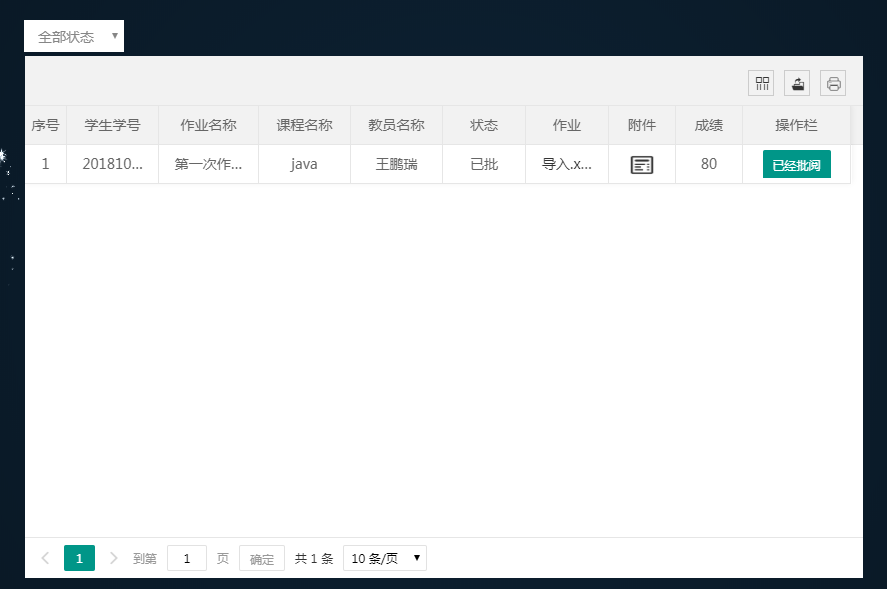 全部状态
序号 学生学号 作业名称 课程名称 教员名称 状态 作业 附件 成绩 操作栏
1 201810... 第一次作... java 王鹏瑞 已批 导入.x... 80 已经批阅
1 到第 1 页 确定 共 1 条 10 条/页